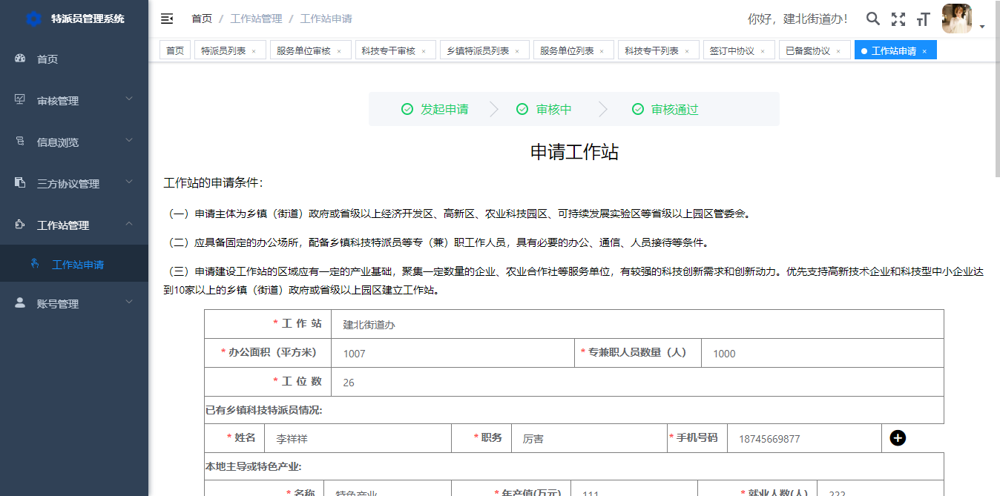 特派员管理系统
首页
审核管理
信息浏览
三方协议管理
工作站管理
工作站申请
账号管理
首页 / 工作站管理 / 工作站申请
你好，建北街道办！
首页 特派员列表 × 服务单位审核 × 科技专干审核 × 乡镇特派员列表 × 服务单位列表 × 科技专干列表 × 签订中协议 × 已备案协议 × 工作站申请 ×
发起申请 审核中 审核通过
申请工作站
工作站的申请条件：
（一）申请主体为乡镇（街道）政府或省级以上经济开发区、高新区、农业科技园区、可持续发展实验区等省级以上园区管委会。
（二）应具备固定的办公场所，配备乡镇科技特派员等专（兼）职工作人员，具有必要的办公、通信、人员接待等条件。
（三）申请建设工作站的区域应有一定的产业基础，聚集一定数量的企业、农业合作社等服务单位，有较强的科技创新需求和创新动力。优先支持高新技术企业和科技型中小企业达
到10家以上的乡镇（街道）政府或省级以上园区建立工作站。
* 工 作 站 建北街道办
* 办公面积（平方米） 1007 * 专兼职人员数量（人） 1000
* 工 位 数 26
已有乡镇科技特派员情况:
* 姓名 李祥祥 * 职务 厉害 * 手机号码 18745669877
本地主导或特色产业:
* 名称 特色产业 * 年产值(万元) 111 * 就业人数(人) 222